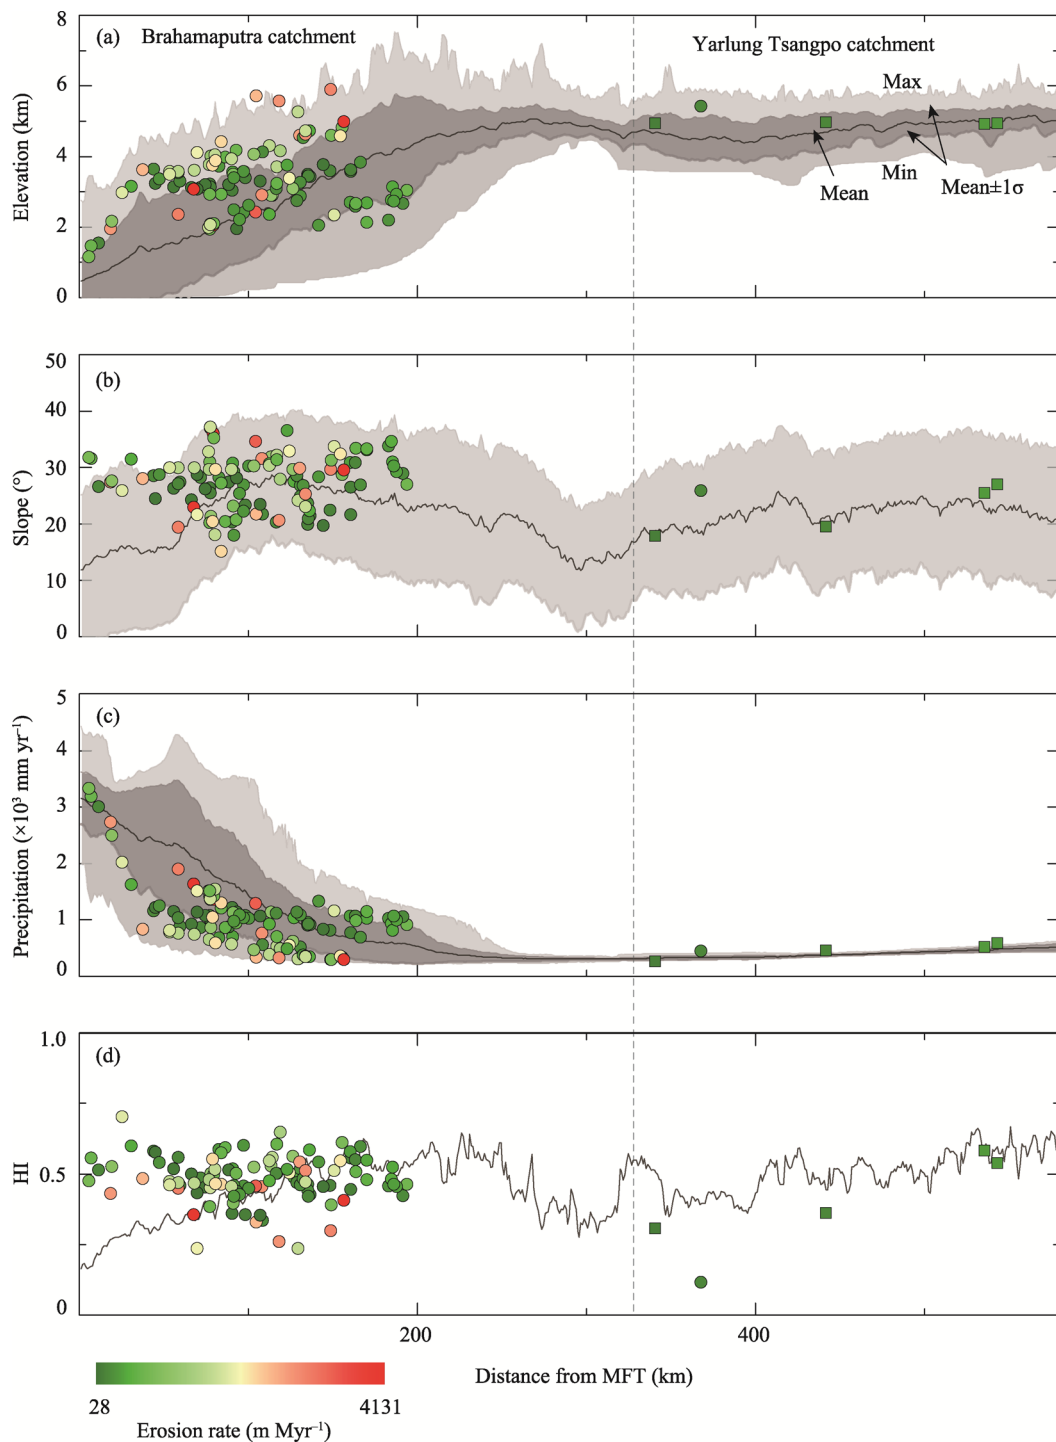 8
6
4
2
0
Elevation (km)
(a)
Brahamaputra catchment
Yarlung Tsangpo catchment
Max
Mean
Min
Mean±1σ
50
40
30
20
10
0
Slope (°)
(b)
5
4
3
2
1
0
Precipitation (×10³ mm yr⁻¹)
(c)
1.0
0.5
0
HI
(d)
200
400
Distance from MFT (km)
28
4131
Erosion rate (m Myr⁻¹)